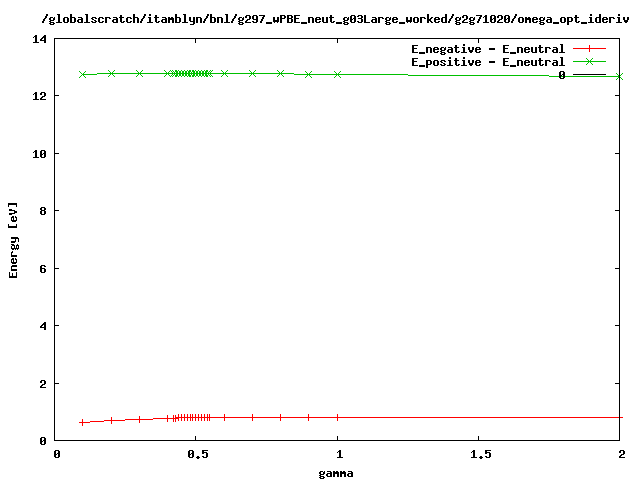 /globalscratch/itamblyn/bnl/g297_wPBE_neut_g03Large_worked/g2g71020/omega_opt_ideriv
E_negative - E_neutral
E_positive - E_neutral
0
14
12
10
8
6
4
2
0
Energy [eV]
0
0.5
1
1.5
2
gamma